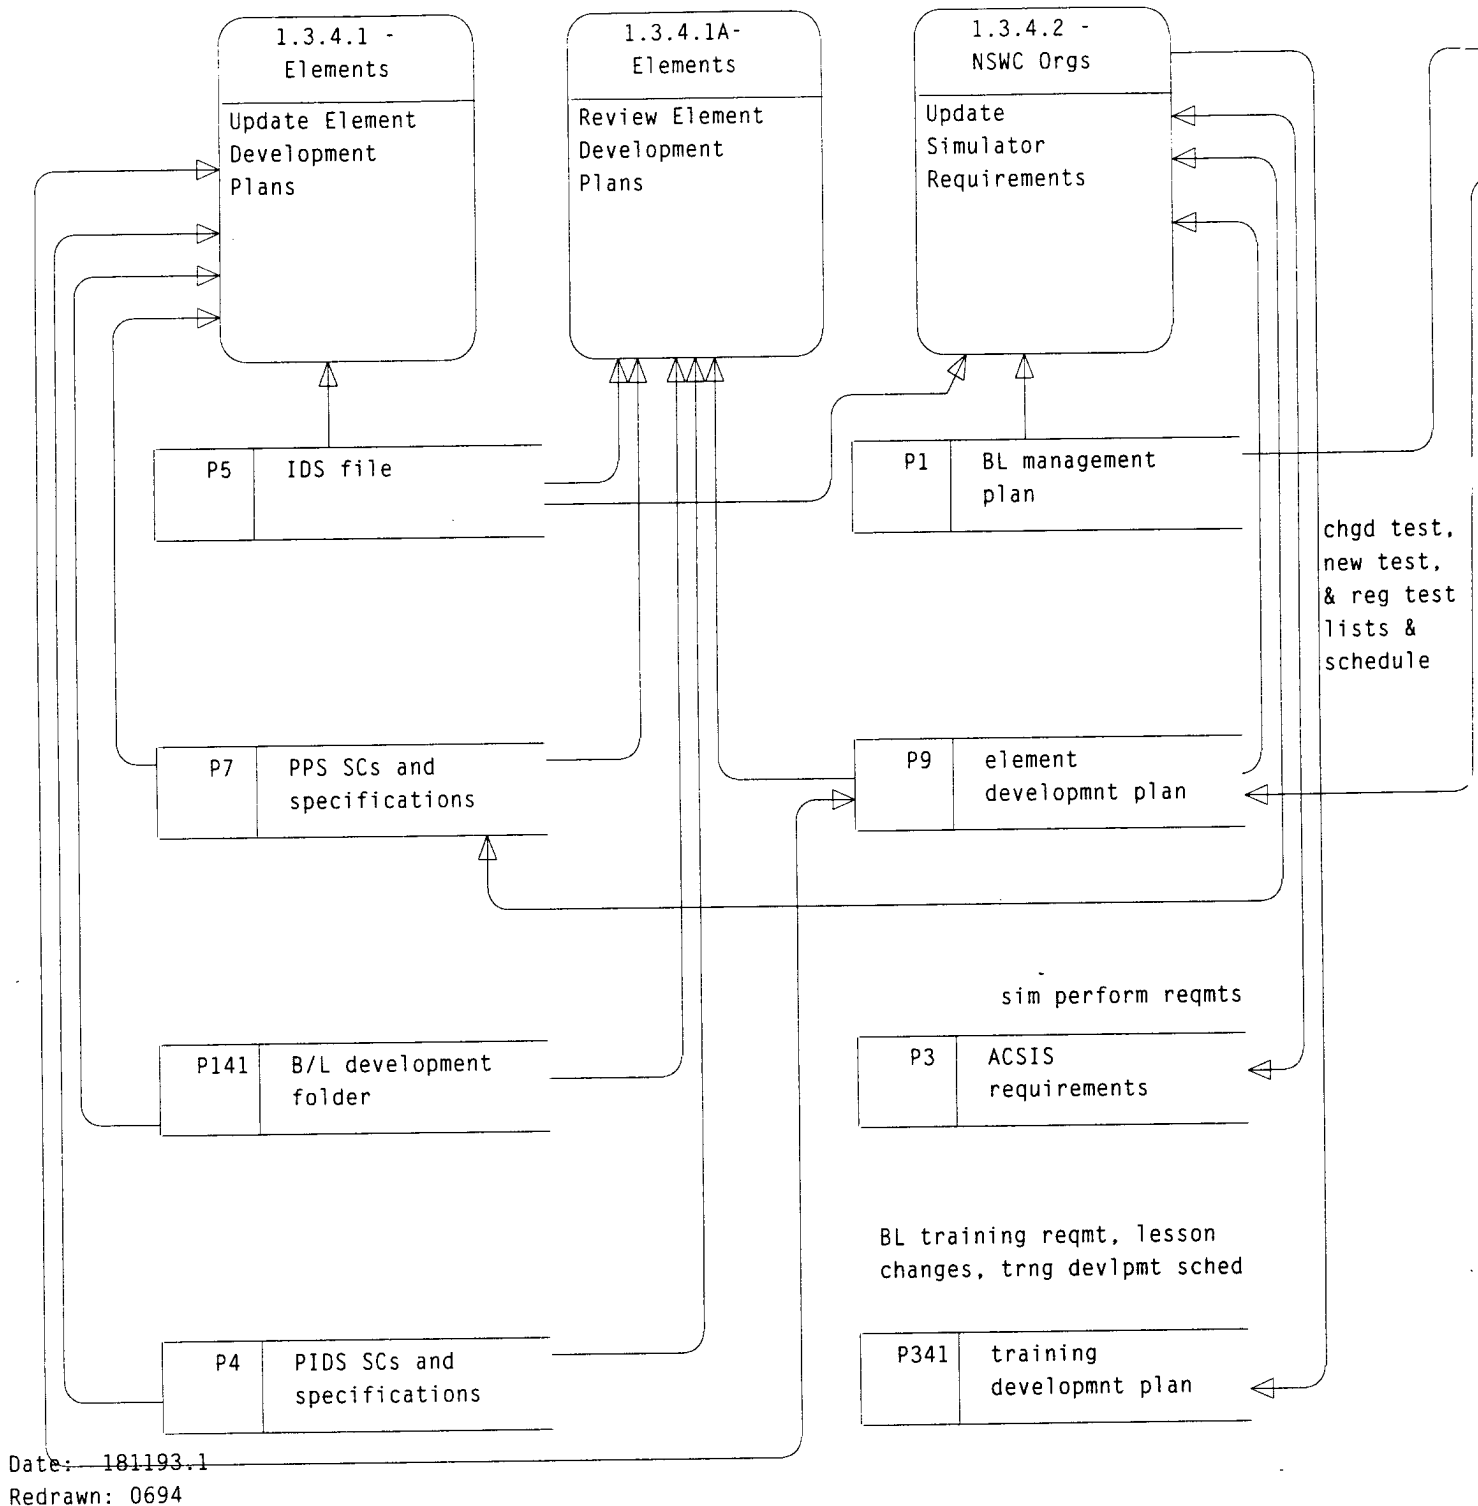 1.3.4.1 -
Elements
Update Element
Development
Plans
1.3.4.1A-
Elements
Review Element
Development
Plans
1.3.4.2 -
NSWC Orgs
Update
Simulator
Requirements
P5
IDS file
P1
BL management
plan
chgd test,
new test,
& reg test
lists &
schedule
P7
PPS SCs and
specifications
P9
element
developmnt plan
sim perform reqmts
P141
B/L development
folder
P3
ACSIS
requirements
BL training reqmt, lesson
changes, trng devlpmt sched
P4
PIDS SCs and
specifications
P341
training
developmnt plan
Date: 181193.1
Redrawn: 0694